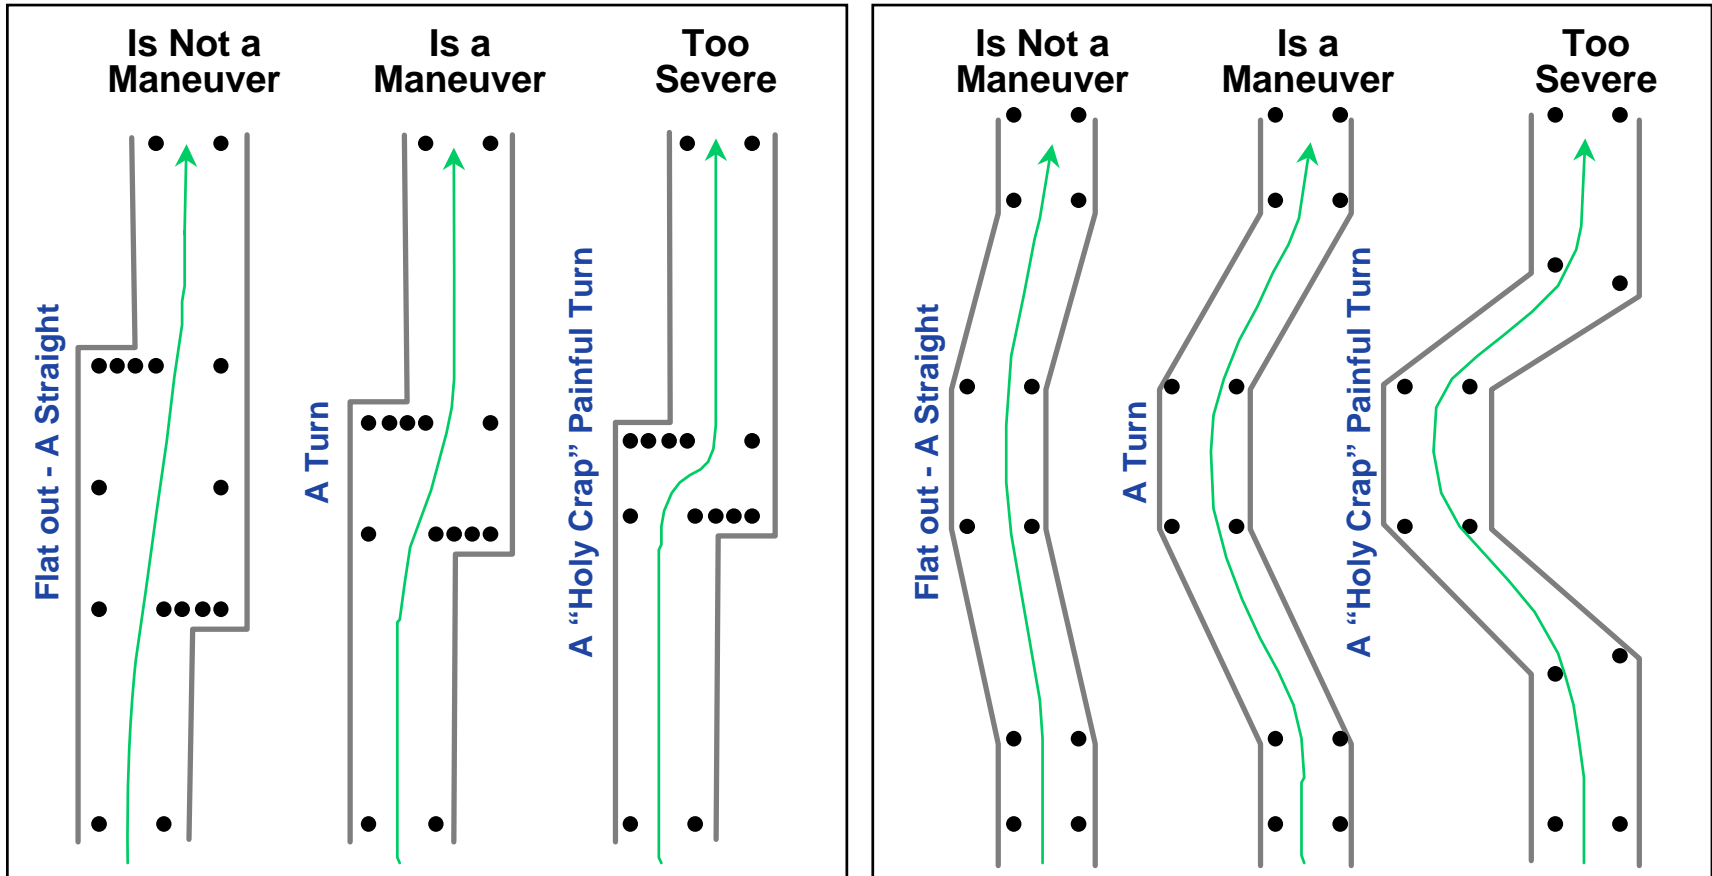 Is Not a
Maneuver
Is a
Maneuver
Too
Severe
Flat out - A Straight
A Turn
A “Holy Crap” Painful Turn
Is Not a
Maneuver
Is a
Maneuver
Too
Severe
Flat out - A Straight
A Turn
A “Holy Crap” Painful Turn